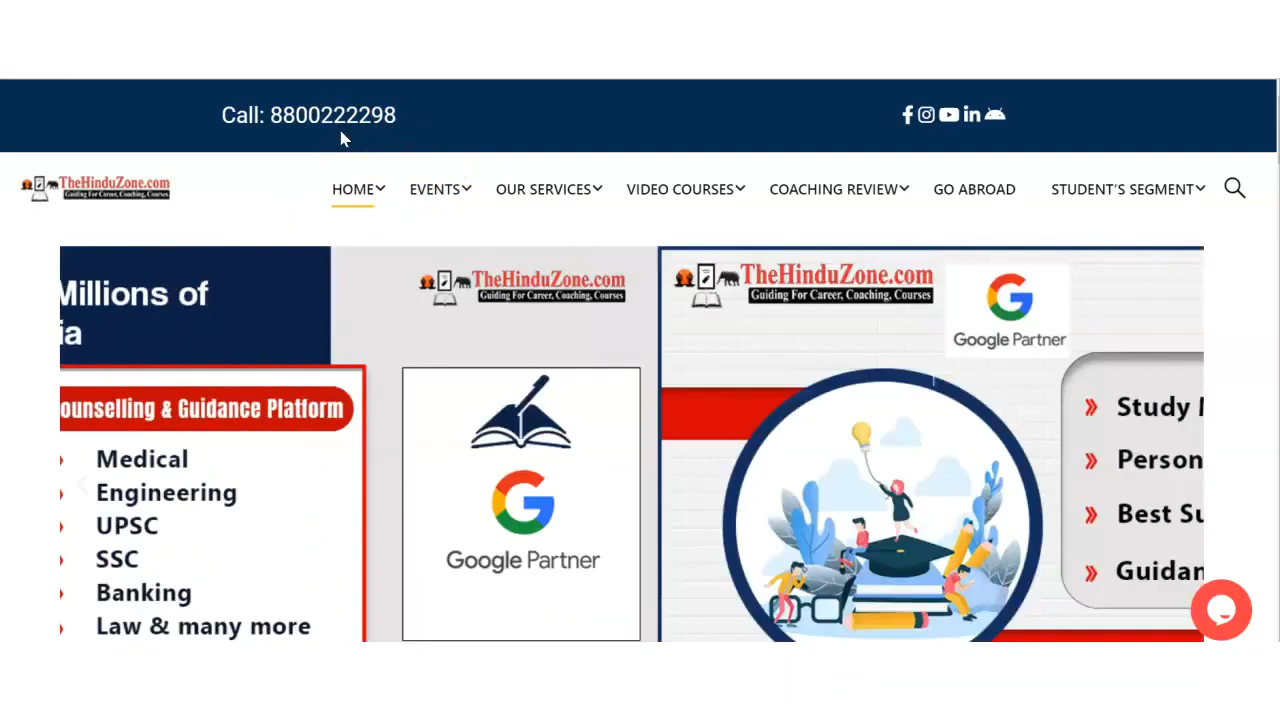 Call: 8800222298
TheHinduZone.com
Guiding For Career, Coaching, Courses
HOME
EVENTS
OUR SERVICES
VIDEO COURSES
COACHING REVIEW
GO ABROAD
STUDENT'S SEGMENT
Millions of
ia
ounselling & Guidance Platform
Medical
Engineering
UPSC
SSC
Banking
Law & many more
TheHinduZone.com
Guiding For Career, Coaching, Courses
Google Partner
TheHinduZone.com
Guiding For Career, Coaching, Courses
Google Partner
Study
Person
Best Su
Guidan